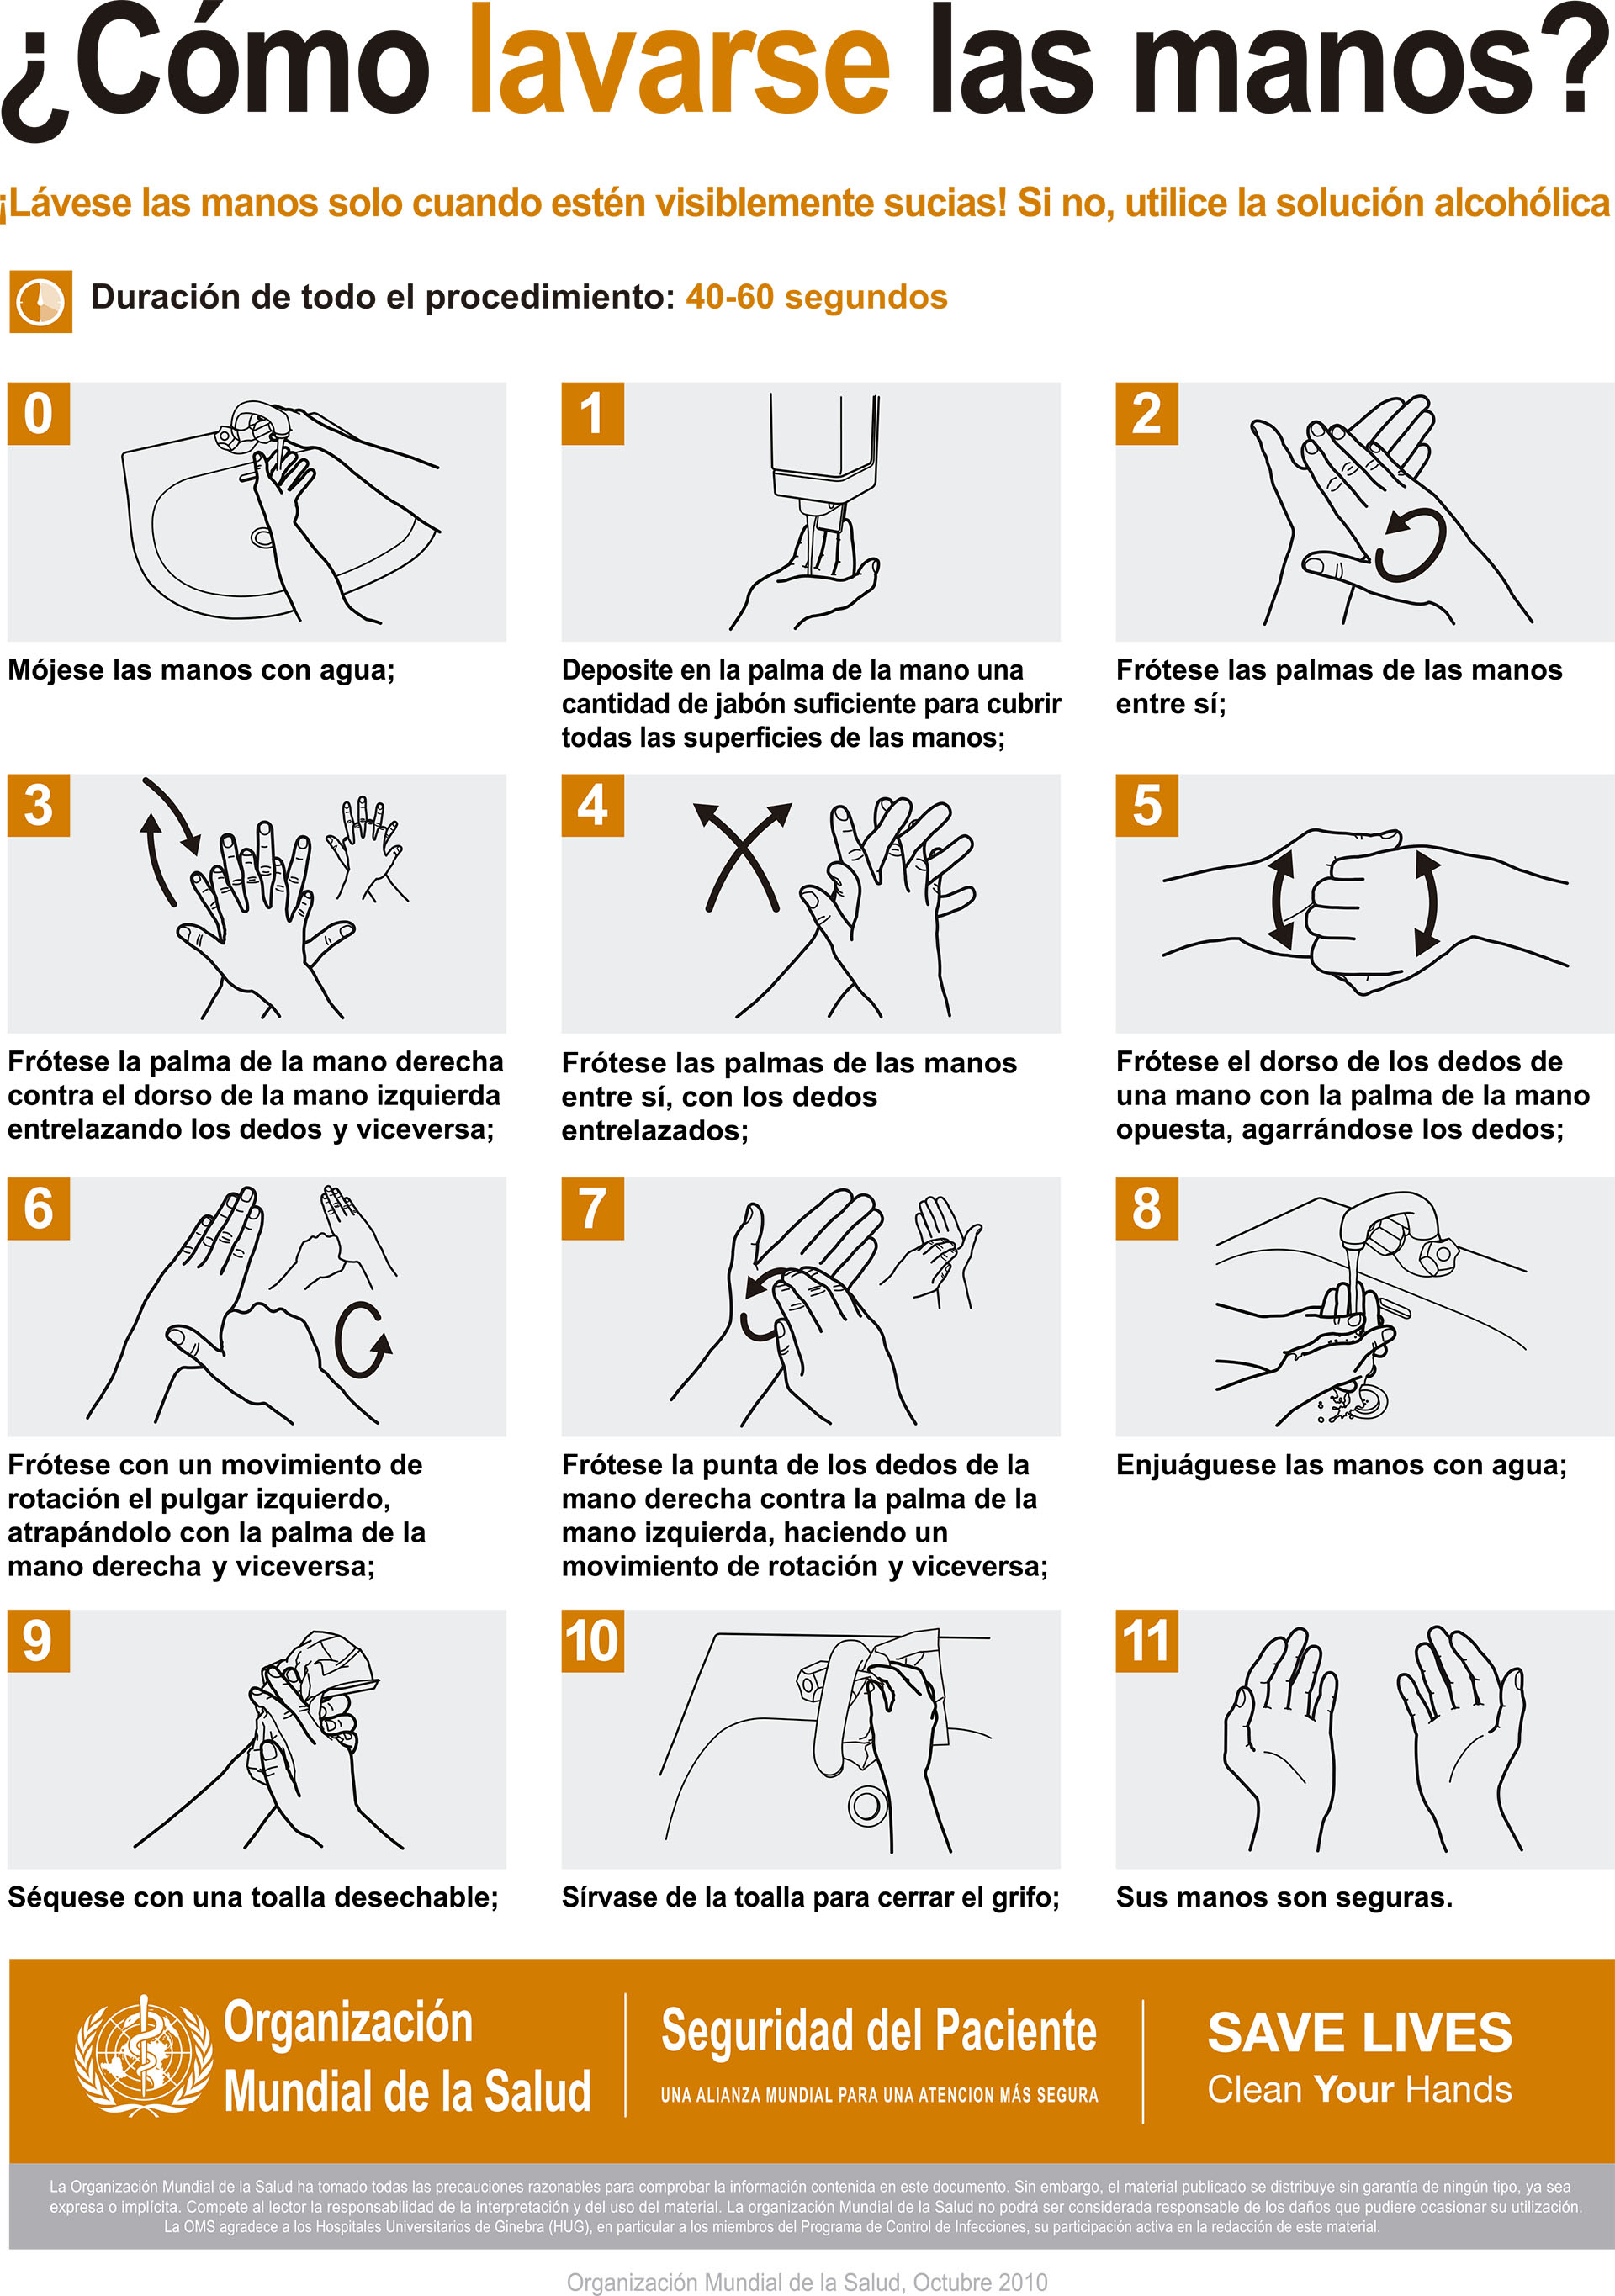 ¿Cómo lavarse las manos?
¡Lávese las manos solo cuando estén visiblemente sucias! Si no, utilice la solución alcohólica
Duración de todo el procedimiento: 40-60 segundos
0
Mójese las manos con agua;
1
Deposite en la palma de la mano una
cantidad de jabón suficiente para cubrir
todas las superficies de las manos;
2
Frótese las palmas de las manos
entre sí;
3
Frótese la palma de la mano derecha
contra el dorso de la mano izquierda
entrelazando los dedos y viceversa;
4
Frótese las palmas de las manos
entre sí, con los dedos
entrelazados;
5
Frótese el dorso de los dedos de
una mano con la palma de la mano
opuesta, agarrándose los dedos;
6
Frótese con un movimiento de
rotación el pulgar izquierdo,
atrapándolo con la palma de la
mano derecha y viceversa;
7
Frótese la punta de los dedos de la
mano derecha contra la palma de la
mano izquierda, haciendo un
movimiento de rotación y viceversa;
8
Enjuáguese las manos con agua;
9
Séquese con una toalla desechable;
10
Sírvase de la toalla para cerrar el grifo;
11
Sus manos son seguras.
Organización
Mundial de la Salud
Seguridad del Paciente
UNA ALIANZA MUNDIAL PARA UNA ATENCION MÁS SEGURA
SAVE LIVES
Clean Your Hands
La Organización Mundial de la Salud ha tomado todas las precauciones razonables para comprobar la información contenida en este documento. Sin embargo, el material publicado se distribuye sin garantía de ningún tipo, ya sea
expresa o implícita. Compete al lector la responsabilidad de la interpretación y del uso del material. La organización Mundial de la Salud no podrá ser considerada responsable de los daños que pudiere ocasionar su utilización.
La OMS agradece a los Hospitales Universitarios de Ginebra (HUG), en particular a los miembros del Programa de Control de Infecciones, su participación activa en la redacción de este material.
Organización Mundial de la Salud, Octubre 2010